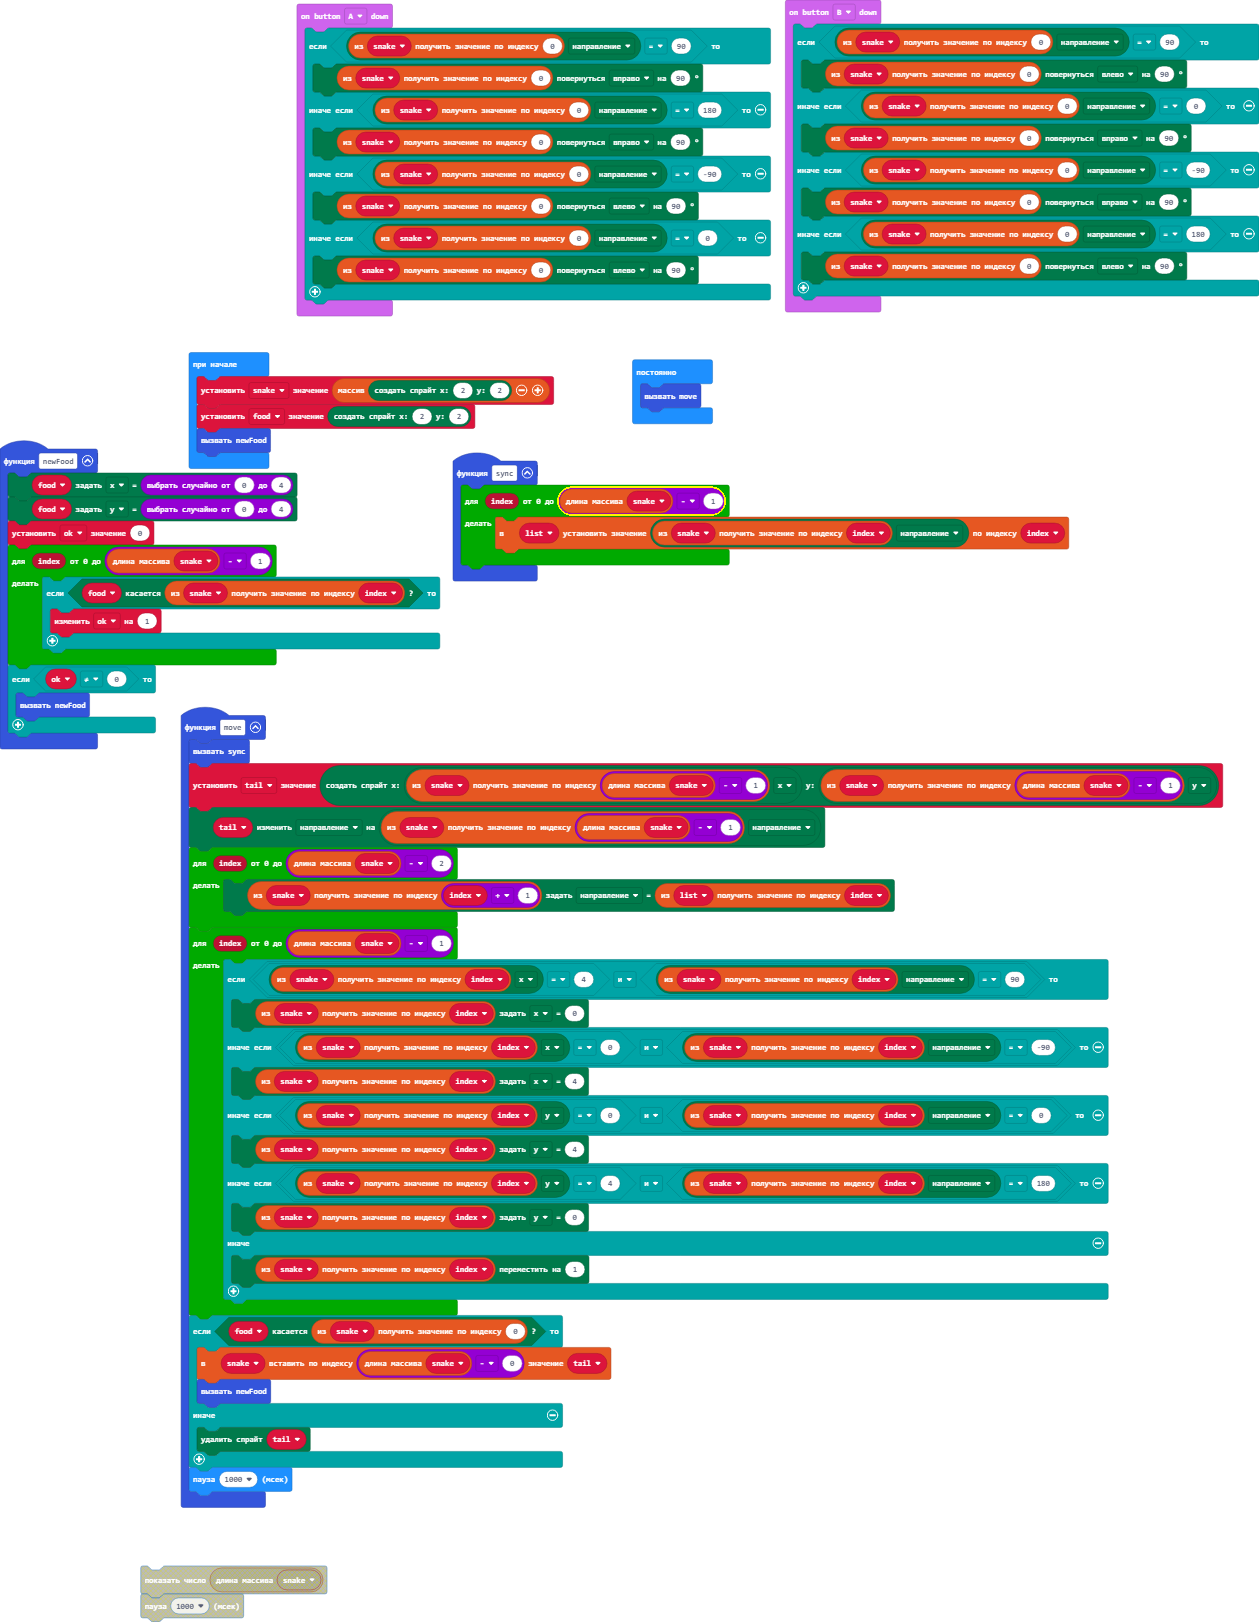 on button A down
если из snake получить значение по индексу 0 направление = 90 то
из snake получить значение по индексу 0 повернуться вправо на 90 °
иначе если из snake получить значение по индексу 0 направление = 180 то
из snake получить значение по индексу 0 повернуться вправо на 90 °
иначе если из snake получить значение по индексу 0 направление = -90 то
из snake получить значение по индексу 0 повернуться влево на 90 °
иначе если из snake получить значение по индексу 0 направление = 0 то
из snake получить значение по индексу 0 повернуться влево на 90 °
on button B down
если из snake получить значение по индексу 0 направление = 90 то
из snake получить значение по индексу 0 повернуться влево на 90 °
иначе если из snake получить значение по индексу 0 направление = 0 то
из snake получить значение по индексу 0 повернуться вправо на 90 °
иначе если из snake получить значение по индексу 0 направление = -90 то
из snake получить значение по индексу 0 повернуться вправо на 90 °
иначе если из snake получить значение по индексу 0 направление = 180 то
из snake получить значение по индексу 0 повернуться влево на 90 °
при начале
установить snake значение массив создать спрайт x: 2 y: 2
установить food значение создать спрайт x: 2 y: 2
вызвать newFood
постоянно
вызвать move
функция newFood
food задать x = выбрать случайно от 0 до 4
food задать y = выбрать случайно от 0 до 4
установить ok значение 0
для index от 0 до длина массива snake - 1
делать
если food касается из snake получить значение по индексу index ? то
изменить ok на 1
если ok ≠ 0 то
вызвать newFood
функция sync
для index от 0 до длина массива snake - 1
делать
в list установить значение из snake получить значение по индексу index направление по индексу index
функция move
вызвать sync
установить tail значение создать спрайт x: из snake получить значение по индексу длина массива snake - 1 x y: из snake получить значение по индексу длина массива snake - 1 y
tail изменить направление на из snake получить значение по индексу длина массива snake - 1 направление
для index от 0 до длина массива snake - 2
делать
из snake получить значение по индексу index + 1 задать направление = из list получить значение по индексу index
для index от 0 до длина массива snake - 1
делать
если из snake получить значение по индексу index x = 4 и из snake получить значение по индексу index направление = 90 то
из snake получить значение по индексу index задать x = 0
иначе если из snake получить значение по индексу index x = 0 и из snake получить значение по индексу index направление = -90 то
из snake получить значение по индексу index задать x = 4
иначе если из snake получить значение по индексу index y = 0 и из snake получить значение по индексу index направление = 0 то
из snake получить значение по индексу index задать y = 4
иначе если из snake получить значение по индексу index y = 4 и из snake получить значение по индексу index направление = 180 то
из snake получить значение по индексу index задать y = 0
иначе
из snake получить значение по индексу index переместить на 1
если food касается из snake получить значение по индексу 0 ? то
в snake вставить по индексу длина массива snake - 0 значение tail
вызвать newFood
иначе
удалить спрайт tail
пауза 1000 (мсек)
показать число длина массива snake
пауза 1000 (мсек)